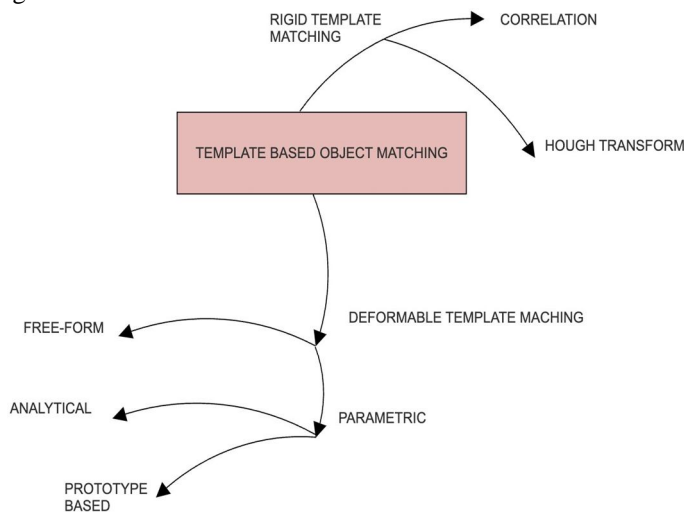 RIGID TEMPLATE
MATCHING
CORRELATION
HOUGH TRANSFORM
TEMPLATE BASED OBJECT MATCHING
DEFORMABLE TEMPLATE MACHING
FREE-FORM
ANALYTICAL
PARAMETRIC
PROTOTYPE
BASED